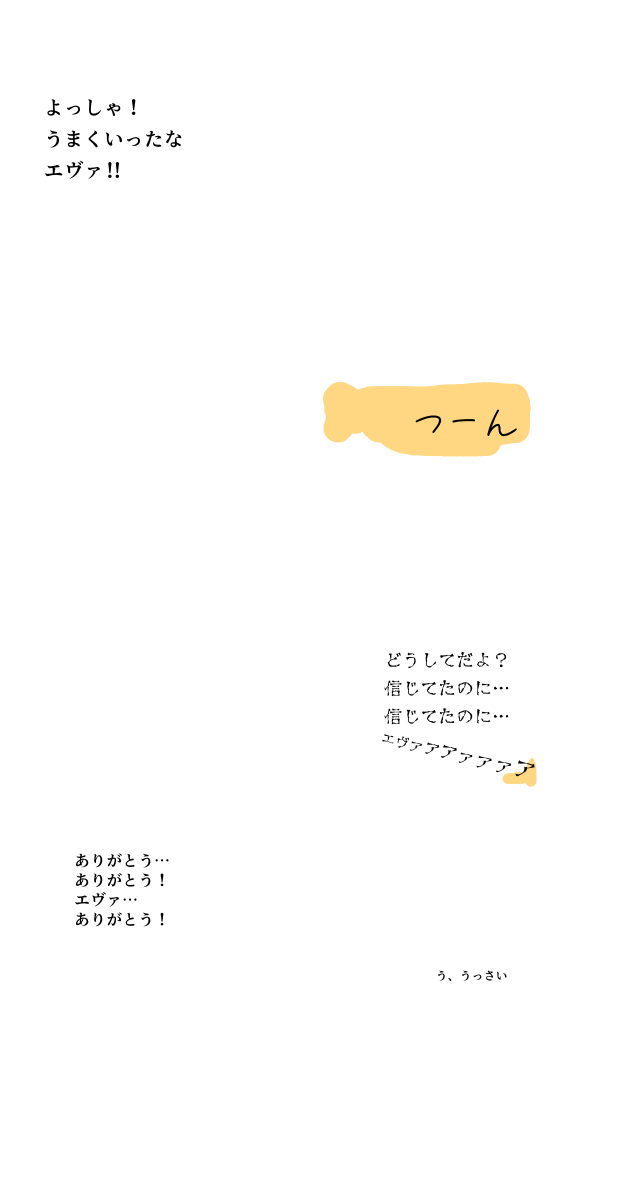 よっしゃ！
うまくいったな
エヴァ!!
つーん
どうしてだよ？
信じてたのに…
信じてたのに…
エヴァアアァァァァ
ありがとう…
ありがとう！
エヴァ…
ありがとう！
う、うっさい